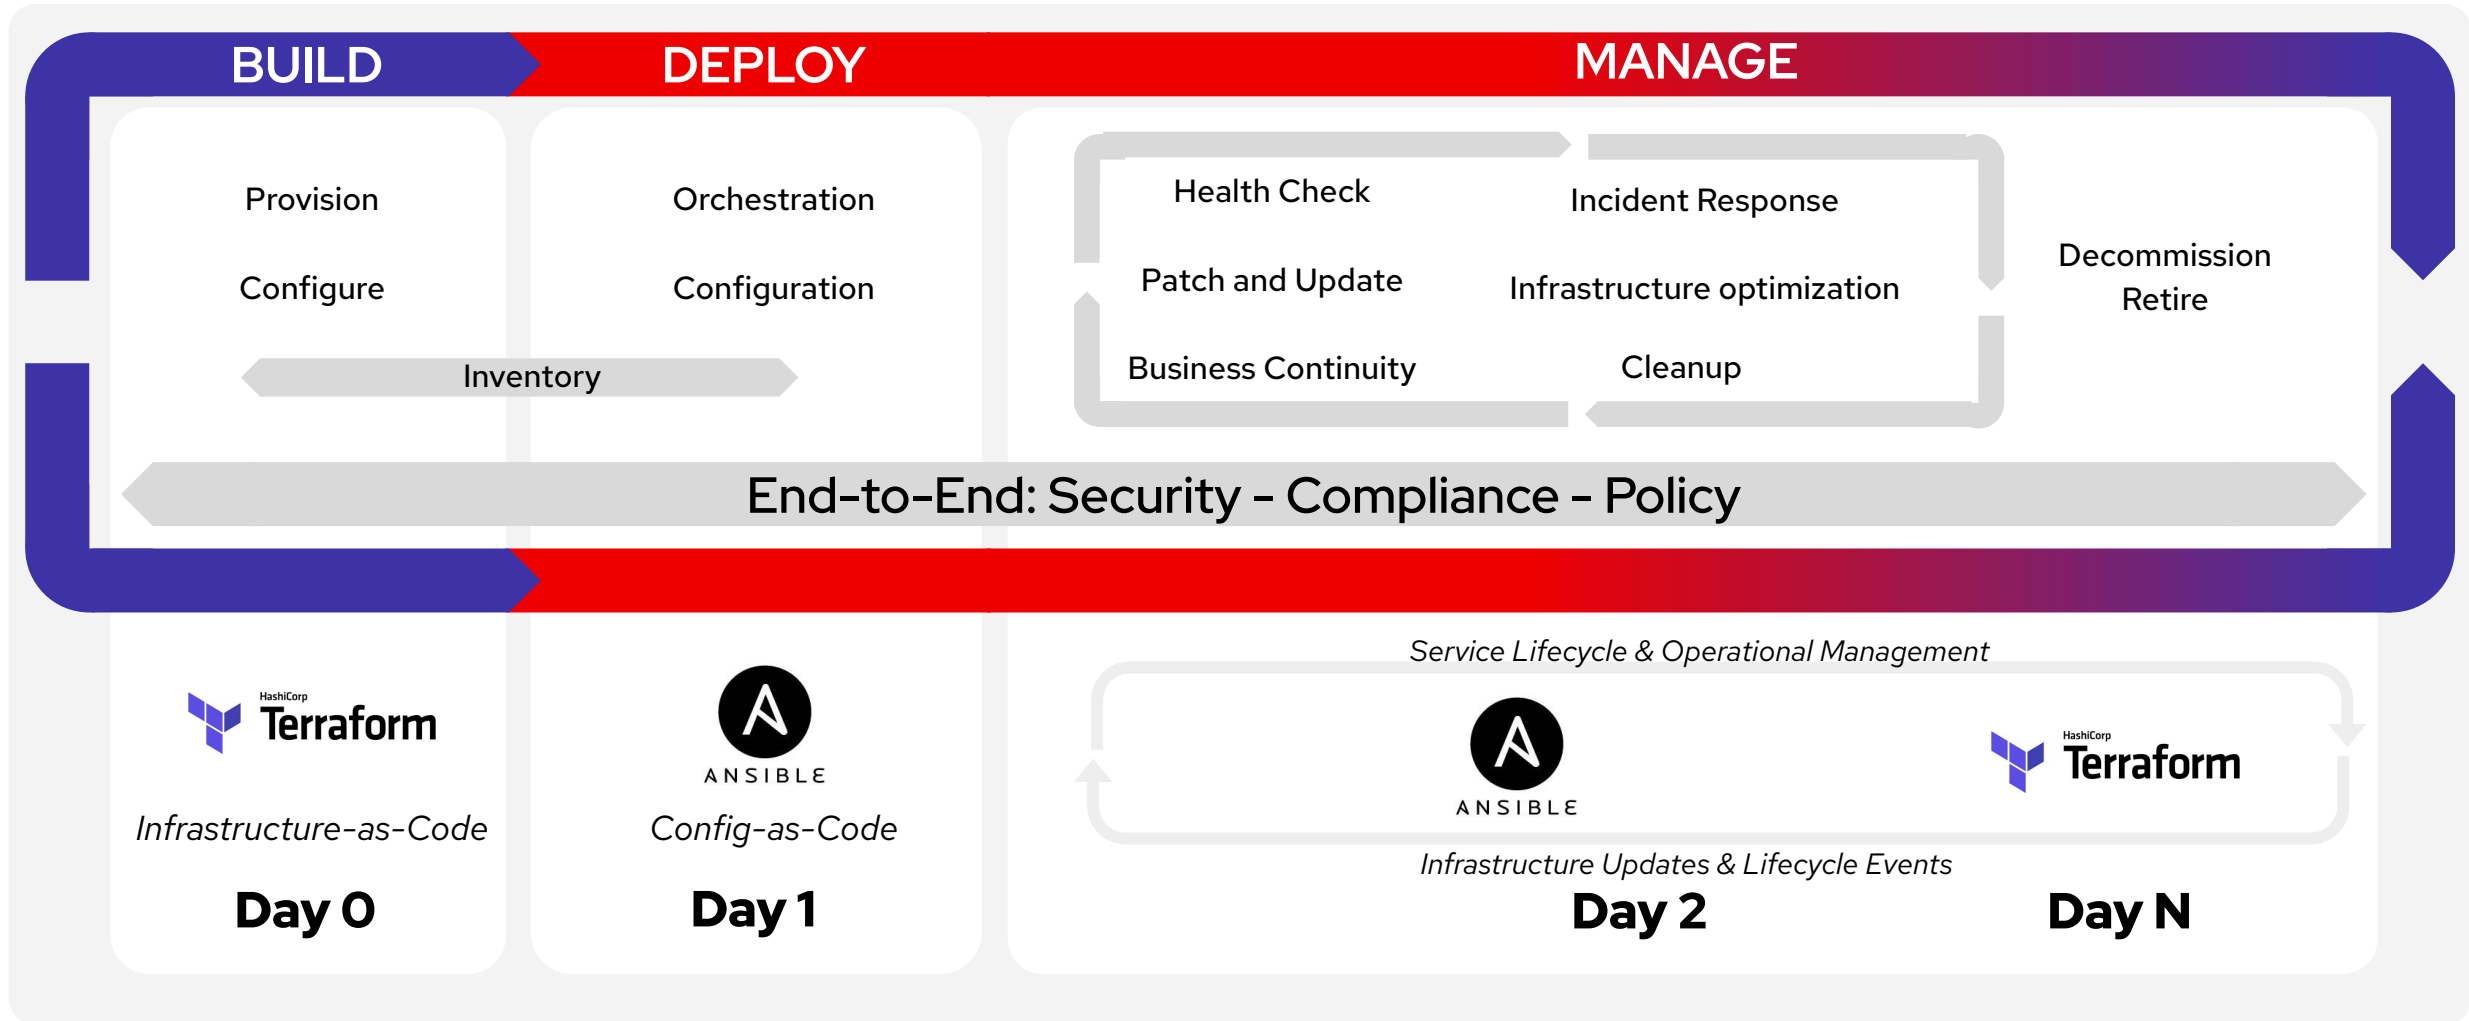 BUILD
DEPLOY
MANAGE
Provision
Configure
Orchestration
Configuration
Inventory
Health Check
Patch and Update
Business Continuity
Incident Response
Infrastructure optimization
Cleanup
Decommission
Retire
End-to-End: Security - Compliance - Policy
HashiCorp
Terraform
Infrastructure-as-Code
Day 0
ANSIBLE
Config-as-Code
Day 1
Service Lifecycle & Operational Management
ANSIBLE
HashiCorp
Terraform
Infrastructure Updates & Lifecycle Events
Day 2
Day N